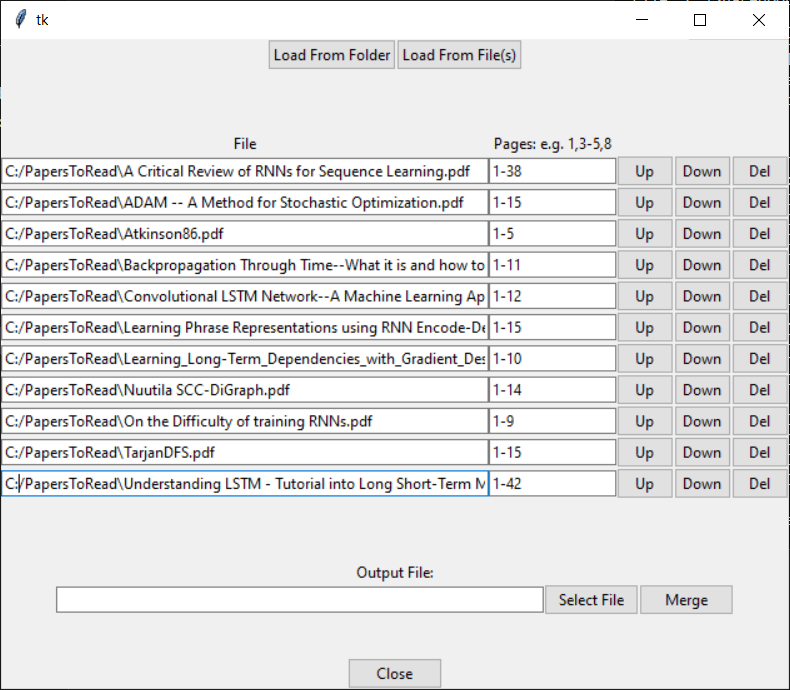 tk
Load From Folder Load From File(s)
File Pages: e.g. 1,3-5,8
C:/PapersToRead\A Critical Review of RNNs for Sequence Learning.pdf 1-38 Up Down Del
C:/PapersToRead\ADAM -- A Method for Stochastic Optimization.pdf 1-15 Up Down Del
C:/PapersToRead\Atkinson86.pdf 1-5 Up Down Del
C:/PapersToRead\Backpropagation Through Time--What it is and how to 1-11 Up Down Del
C:/PapersToRead\Convolutional LSTM Network--A Machine Learning Ap 1-12 Up Down Del
C:/PapersToRead\Learning Phrase Representations using RNN Encode-De 1-15 Up Down Del
C:/PapersToRead\Learning_Long-Term_Dependencies_with_Gradient_Des 1-10 Up Down Del
C:/PapersToRead\Nuutila SCC-DiGraph.pdf 1-14 Up Down Del
C:/PapersToRead\On the Difficulty of training RNNs.pdf 1-9 Up Down Del
C:/PapersToRead\TarjanDFS.pdf 1-15 Up Down Del
C:/PapersToRead\Understanding LSTM - Tutorial into Long Short-Term M 1-42 Up Down Del
Output File:
Select File Merge
Close